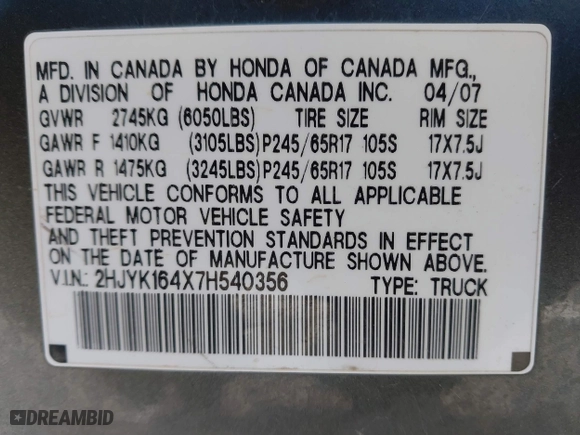 MFD. IN CANADA BY HONDA OF CANADA MFG.,
A DIVISION OF HONDA CANADA INC. 04/07
GVWR 2745KG (6050LBS) TIRE SIZE RIM SIZE
GAWR F 1410KG (3105LBS) P245/65R17 105S 17X7.5J
GAWR R 1475KG (3245LBS) P245/65R17 105S 17X7.5J
THIS VEHICLE CONFORMS TO ALL APPLICABLE
FEDERAL MOTOR VEHICLE SAFETY
AND THEFT PREVENTION STANDARDS IN EFFECT
ON THE DATE OF MANUFACTURE SHOWN ABOVE.
V.I.N.: 2HJYK164X7H540356 TYPE: TRUCK
DREAMBID